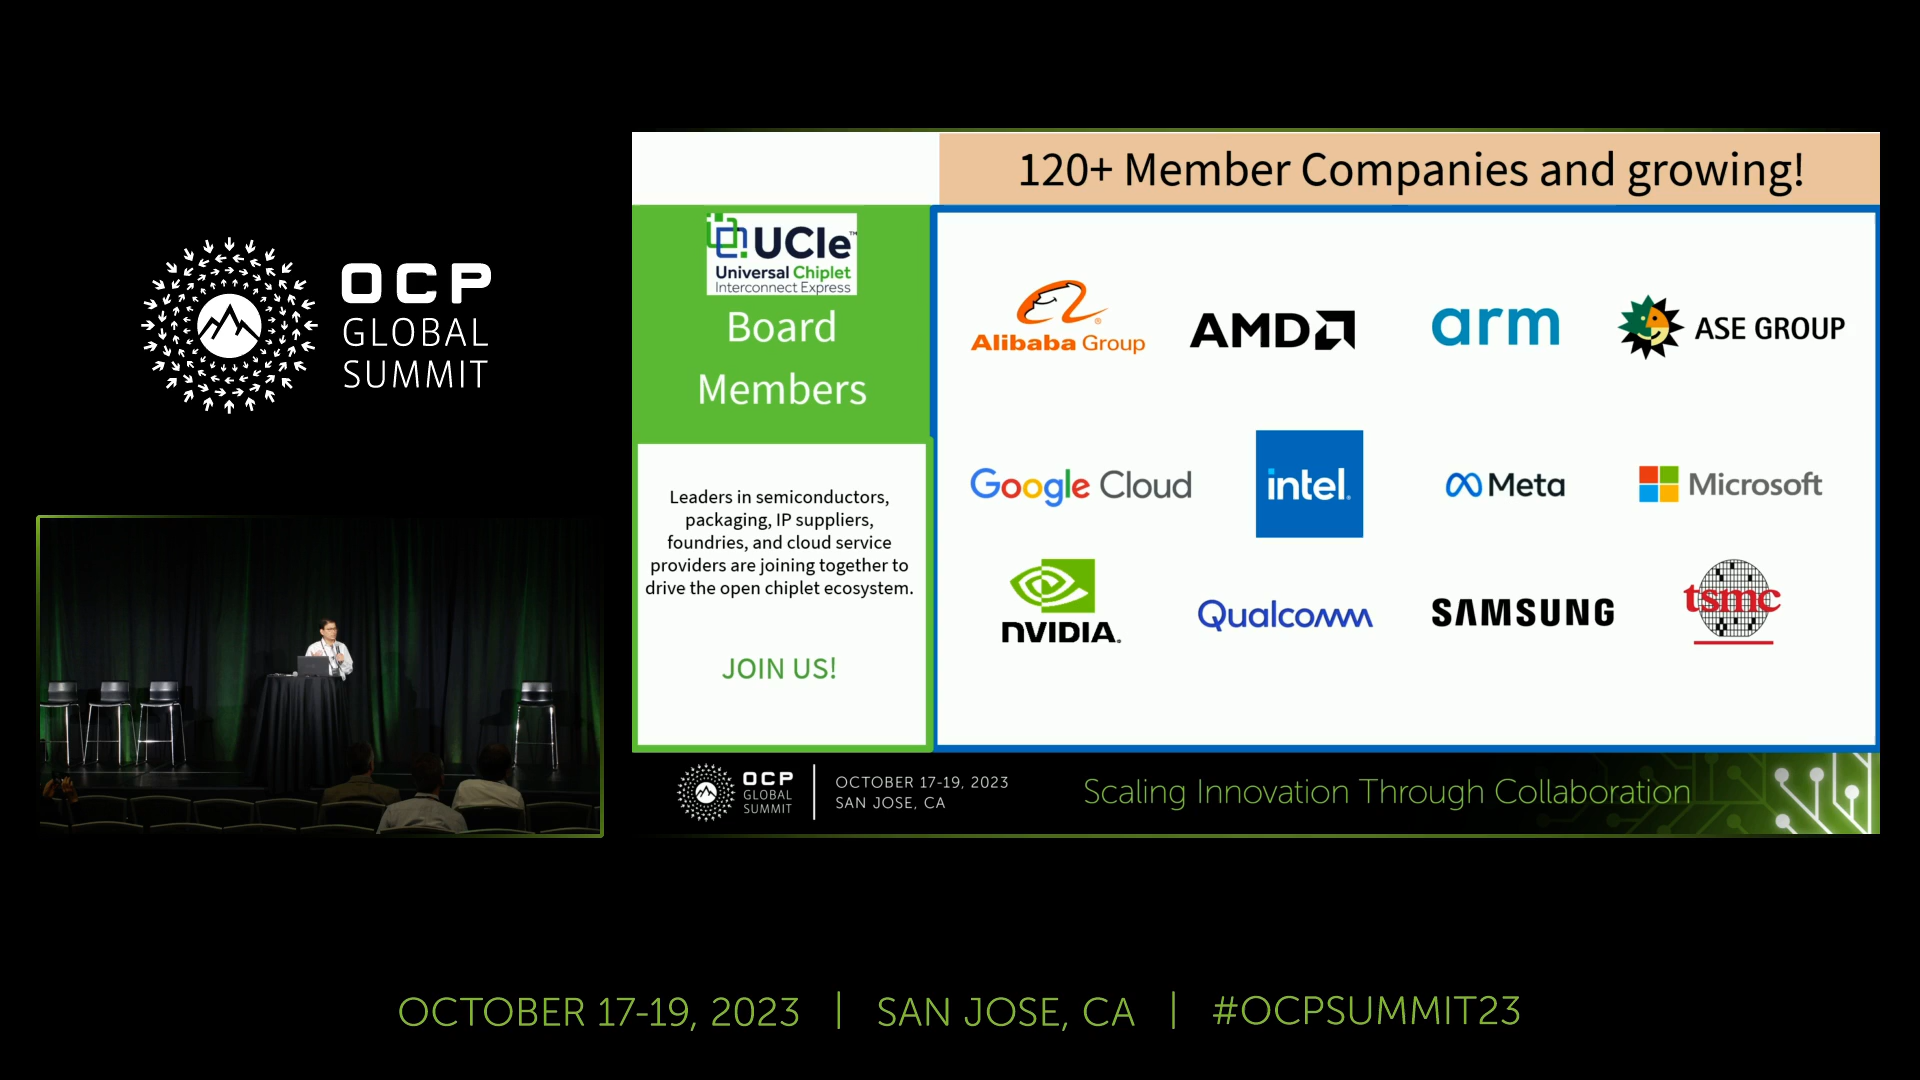 OCP
GLOBAL
SUMMIT
120+ Member Companies and growing!
UCIe™
Universal Chiplet
Interconnect Express
Board
Members
Leaders in semiconductors,
packaging, IP suppliers,
foundries, and cloud service
providers are joining together to
drive the open chiplet ecosystem.
JOIN US!
Alibaba Group®
AMD
arm
ASE GROUP
Google Cloud
intel.
Meta
Microsoft
NVIDIA.
Qualcomm
SAMSUNG
tsmc
OCP
GLOBAL
SUMMIT
OCTOBER 17-19, 2023
SAN JOSE, CA
Scaling Innovation Through Collaboration
OCTOBER 17-19, 2023 | SAN JOSE, CA | #OCPSUMMIT23